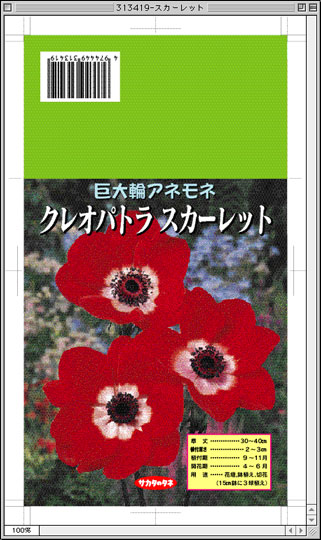 313419-スカーレット
4974449313419
巨大輪アネモネ
クレオパトラ スカーレット
草　丈 …………… 30～40cm
植付深さ …………… 2～3cm
植付期 …………… 9～11月
開花期 …………… 4～6月
用　途 …… 花壇、鉢植え、切花
(15cm鉢に3球植え)
サカタのタネ
100%